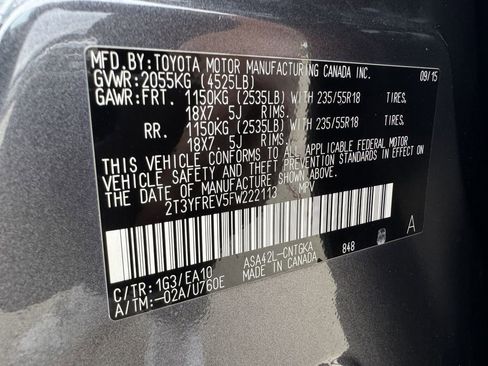 MFD.BY:TOYOTA MOTOR MANUFACTURING CANADA INC. 09/15
GVWR:2055KG (4525LB)
GAWR:FRT. 1150KG (2535LB) WITH 235/55R18 TIRES,
18X7. 5J RIMS.
RR. 1150KG (2535LB) WITH 235/55R18 TIRES,
18X7. 5J RIMS.
THIS VEHICLE CONFORMS TO ALL APPLICABLE FEDERAL MOTOR
VEHICLE SAFETY AND THEFT PREVENTION STANDARDS IN EFFECT
ON THE DATE OF MANUFACTURE SHOWN ABOVE.
2T3YFREV5FW222113 MPV
A
C/TR:1G3/EA10 ASA42L-CNTGKA 848
A/TM:-02A/U760E MADE IN CANADA